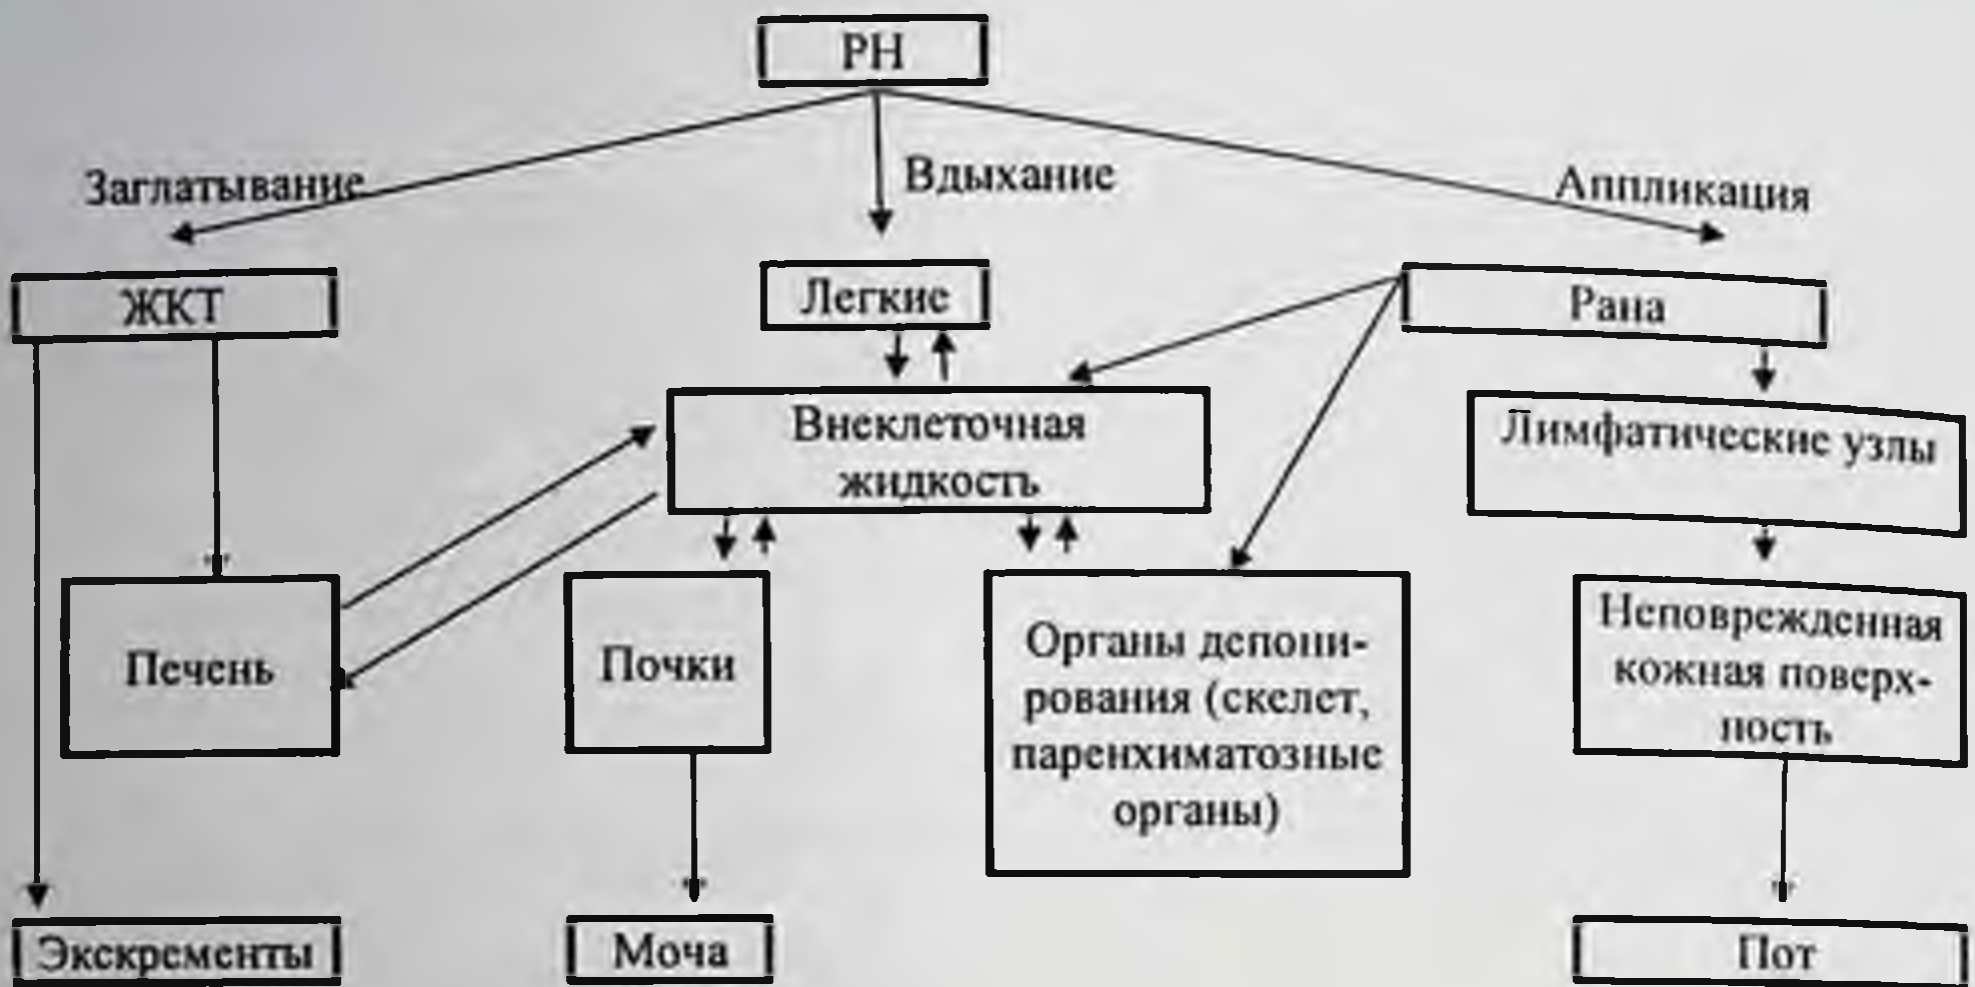 РН
Заглатывание
Вдыхание
Аппликация
ЖКТ
Легкие
Рана
Внеклеточная
жидкость
Лимфатические узлы
Печень
Почки
Органы депони-
рования (скелет,
паренхиматозные
органы)
Неповрежденная
кожная поверх-
ность
Экскременты
Моча
Пот